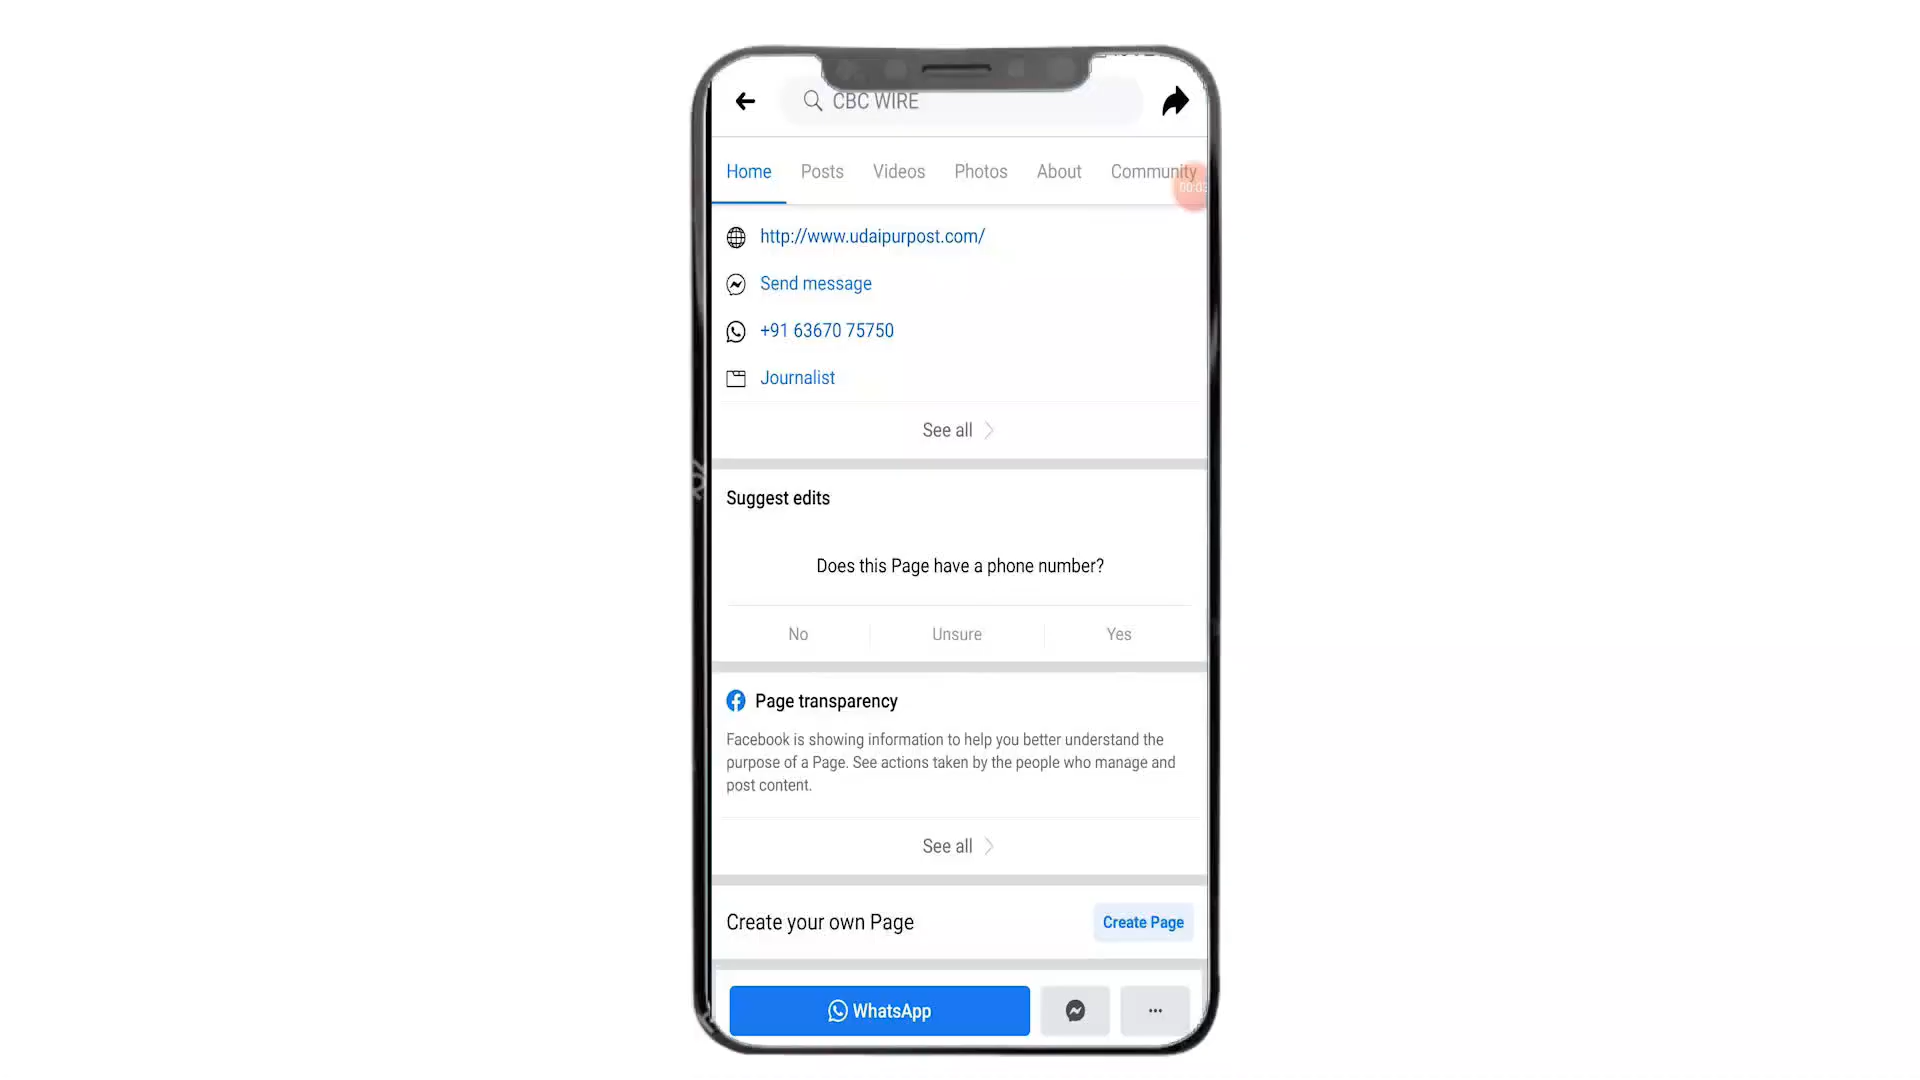 CBC WIRE
Home Posts Videos Photos About Community
00:03
http://www.udaipurpost.com/
Send message
+91 63670 75750
Journalist
See all
Suggest edits
Does this Page have a phone number?
No Unsure Yes
Page transparency
Facebook is showing information to help you better understand the
purpose of a Page. See actions taken by the people who manage and
post content.
See all
Create your own Page Create Page
WhatsApp